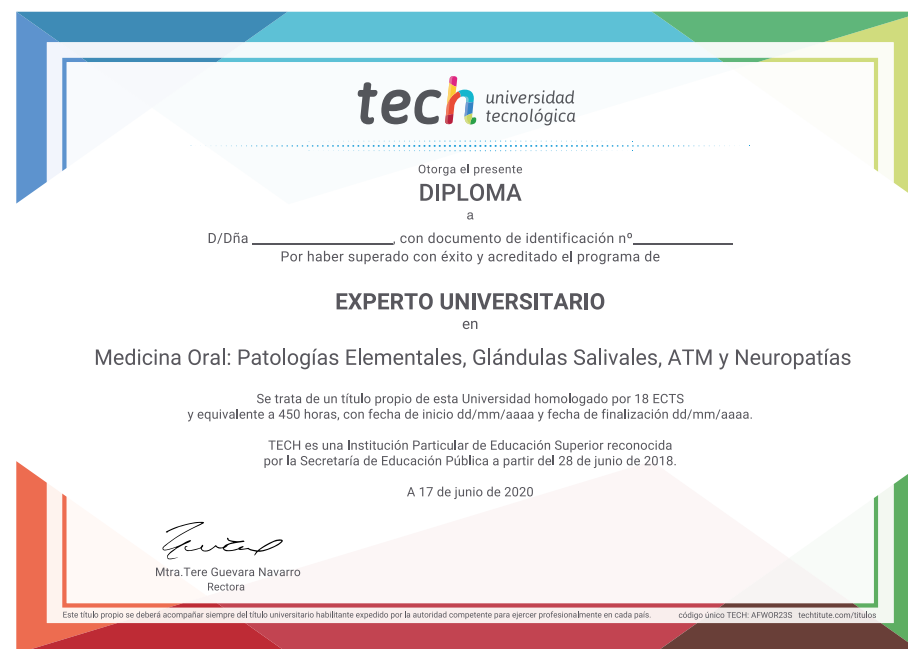 tech universidad
tecnológica
Otorga el presente
DIPLOMA
a
D/Dña ______________, con documento de identificación nº__________
Por haber superado con éxito y acreditado el programa de
EXPERTO UNIVERSITARIO
en
Medicina Oral: Patologías Elementales, Glándulas Salivales, ATM y Neuropatías
Se trata de un título propio de esta Universidad homologado por 18 ECTS
y equivalente a 450 horas, con fecha de inicio dd/mm/aaaa y fecha de finalización dd/mm/aaaa.
TECH es una Institución Particular de Educación Superior reconocida
por la Secretaría de Educación Pública a partir del 28 de junio de 2018.
A 17 de junio de 2020
Mtra.Tere Guevara Navarro
Rectora
Este título propio se deberá acompañar siempre del título universitario habilitante expedido por la autoridad competente para ejercer profesionalmente en cada país. código único TECH: AFWOR23S techtitute.com/titulos